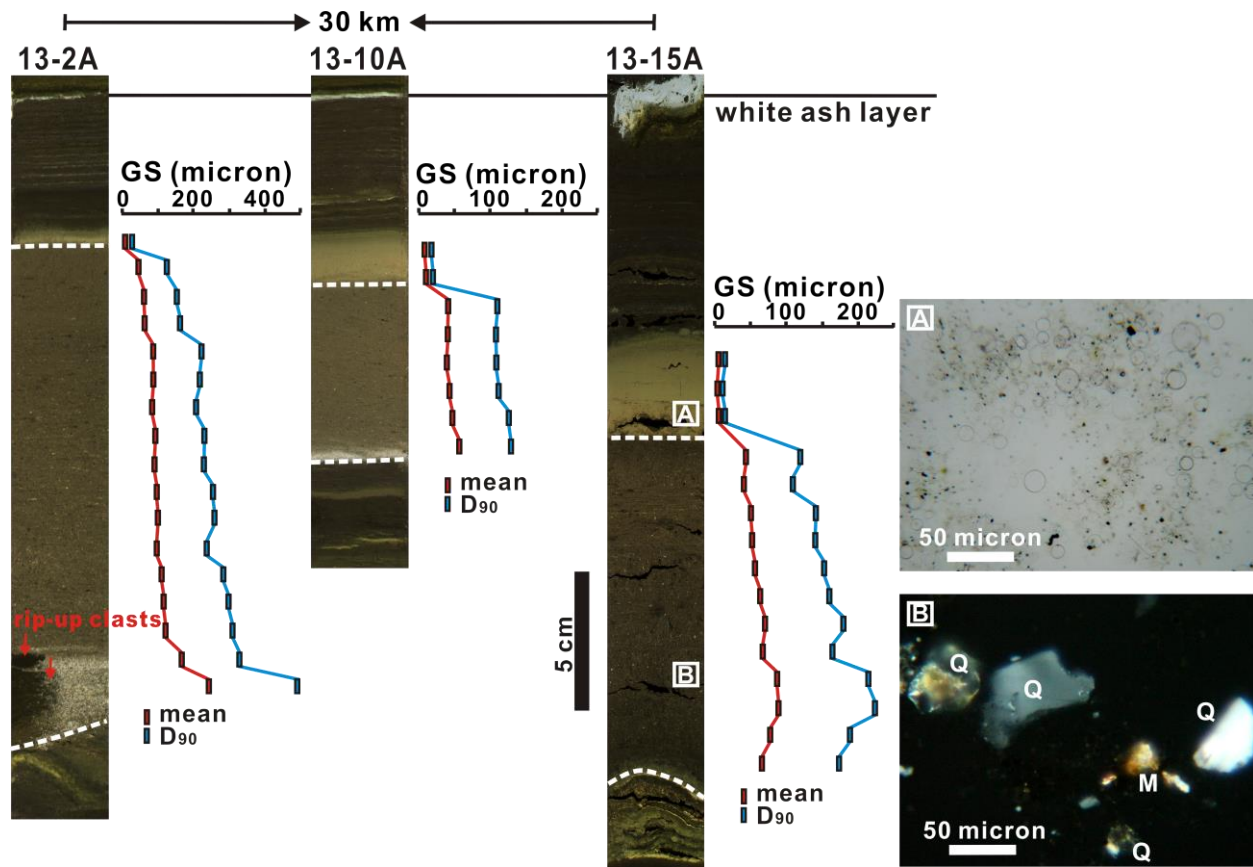 30 km
13-2A
13-10A
13-15A
white ash layer
GS (micron)
0 200 400
GS (micron)
0 100 200
GS (micron)
0 100 200
mean
D90
A
B
rip-up clasts
5 cm
mean
D90
mean
D90
A
50 micron
B
Q
Q
Q
M
Q
50 micron